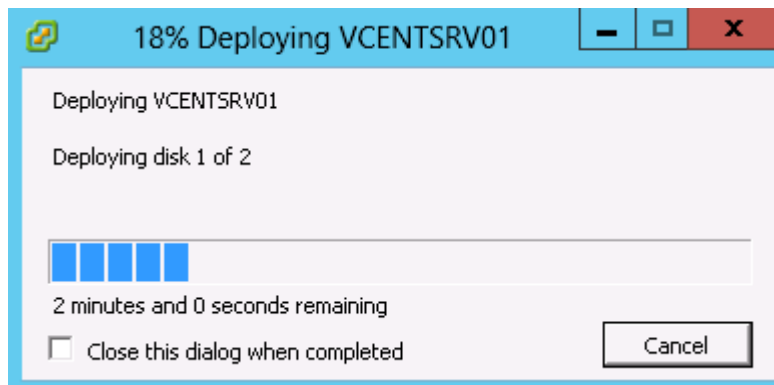 18% Deploying VCENTSRV01
Deploying VCENTSRV01
Deploying disk 1 of 2
2 minutes and 0 seconds remaining
Close this dialog when completed
Cancel